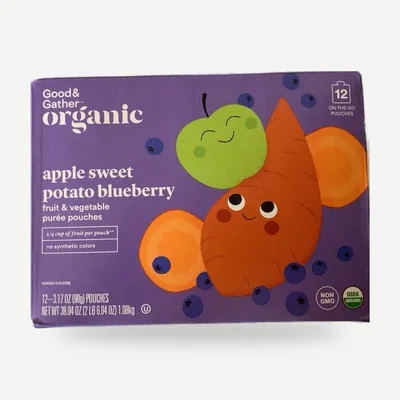 Good&
Gather™
organic
12
ON-THE-GO
POUCHES
apple sweet
potato blueberry
fruit & vegetable
purée pouches
1/4 cup of fruit per pouch**
no synthetic colors
12—3.17 OZ (90g) POUCHES
NET WT 38.04 OZ (2 LB 6.04 OZ) 1.08kg
U
NON
GMO
USDA
ORGANIC